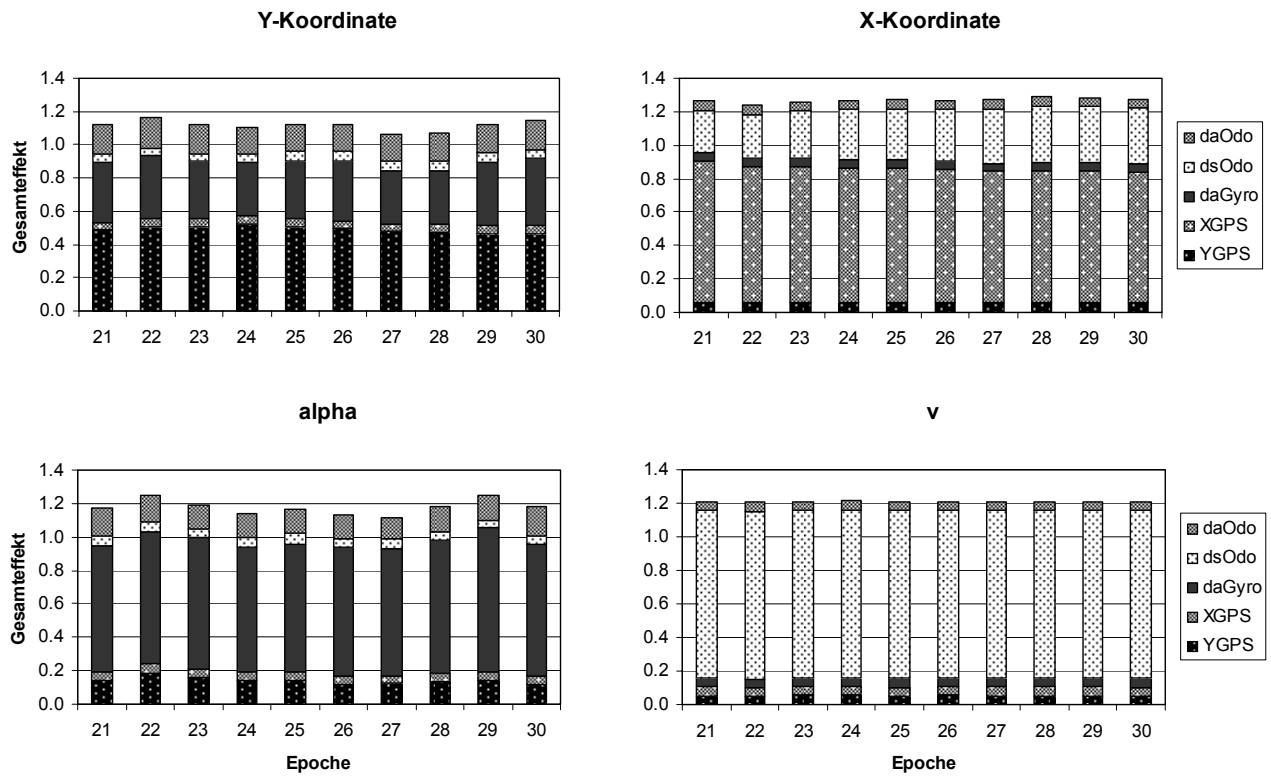 Y-Koordinate
1.4
1.2
1.0
0.8
0.6
0.4
0.2
0.0
Gesamteffekt
21 22 23 24 25 26 27 28 29 30
X-Koordinate
1.4
1.2
1.0
0.8
0.6
0.4
0.2
0.0
21 22 23 24 25 26 27 28 29 30
daOdo
dsOdo
daGyro
XGPS
YGPS
alpha
1.4
1.2
1.0
0.8
0.6
0.4
0.2
0.0
Gesamteffekt
21 22 23 24 25 26 27 28 29 30
Epoche
v
1.4
1.2
1.0
0.8
0.6
0.4
0.2
0.0
21 22 23 24 25 26 27 28 29 30
Epoche
daOdo
dsOdo
daGyro
XGPS
YGPS